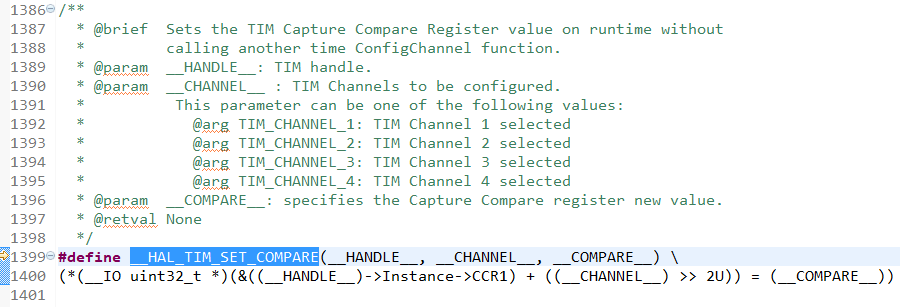 1386 /**
1387  * @brief  Sets the TIM Capture Compare Register value on runtime without
1388  *         calling another time ConfigChannel function.
1389  * @param  __HANDLE__: TIM handle.
1390  * @param  __CHANNEL__ : TIM Channels to be configured.
1391  *          This parameter can be one of the following values:
1392  *            @arg TIM_CHANNEL_1: TIM Channel 1 selected
1393  *            @arg TIM_CHANNEL_2: TIM Channel 2 selected
1394  *            @arg TIM_CHANNEL_3: TIM Channel 3 selected
1395  *            @arg TIM_CHANNEL_4: TIM Channel 4 selected
1396  * @param  __COMPARE__: specifies the Capture Compare register new value.
1397  * @retval None
1398  */
1399 #define __HAL_TIM_SET_COMPARE(__HANDLE__, __CHANNEL__, __COMPARE__) \
1400 (*(__IO uint32_t *)(&((__HANDLE__)->Instance->CCR1) + ((__CHANNEL__) >> 2U)) = (__COMPARE__))
1401